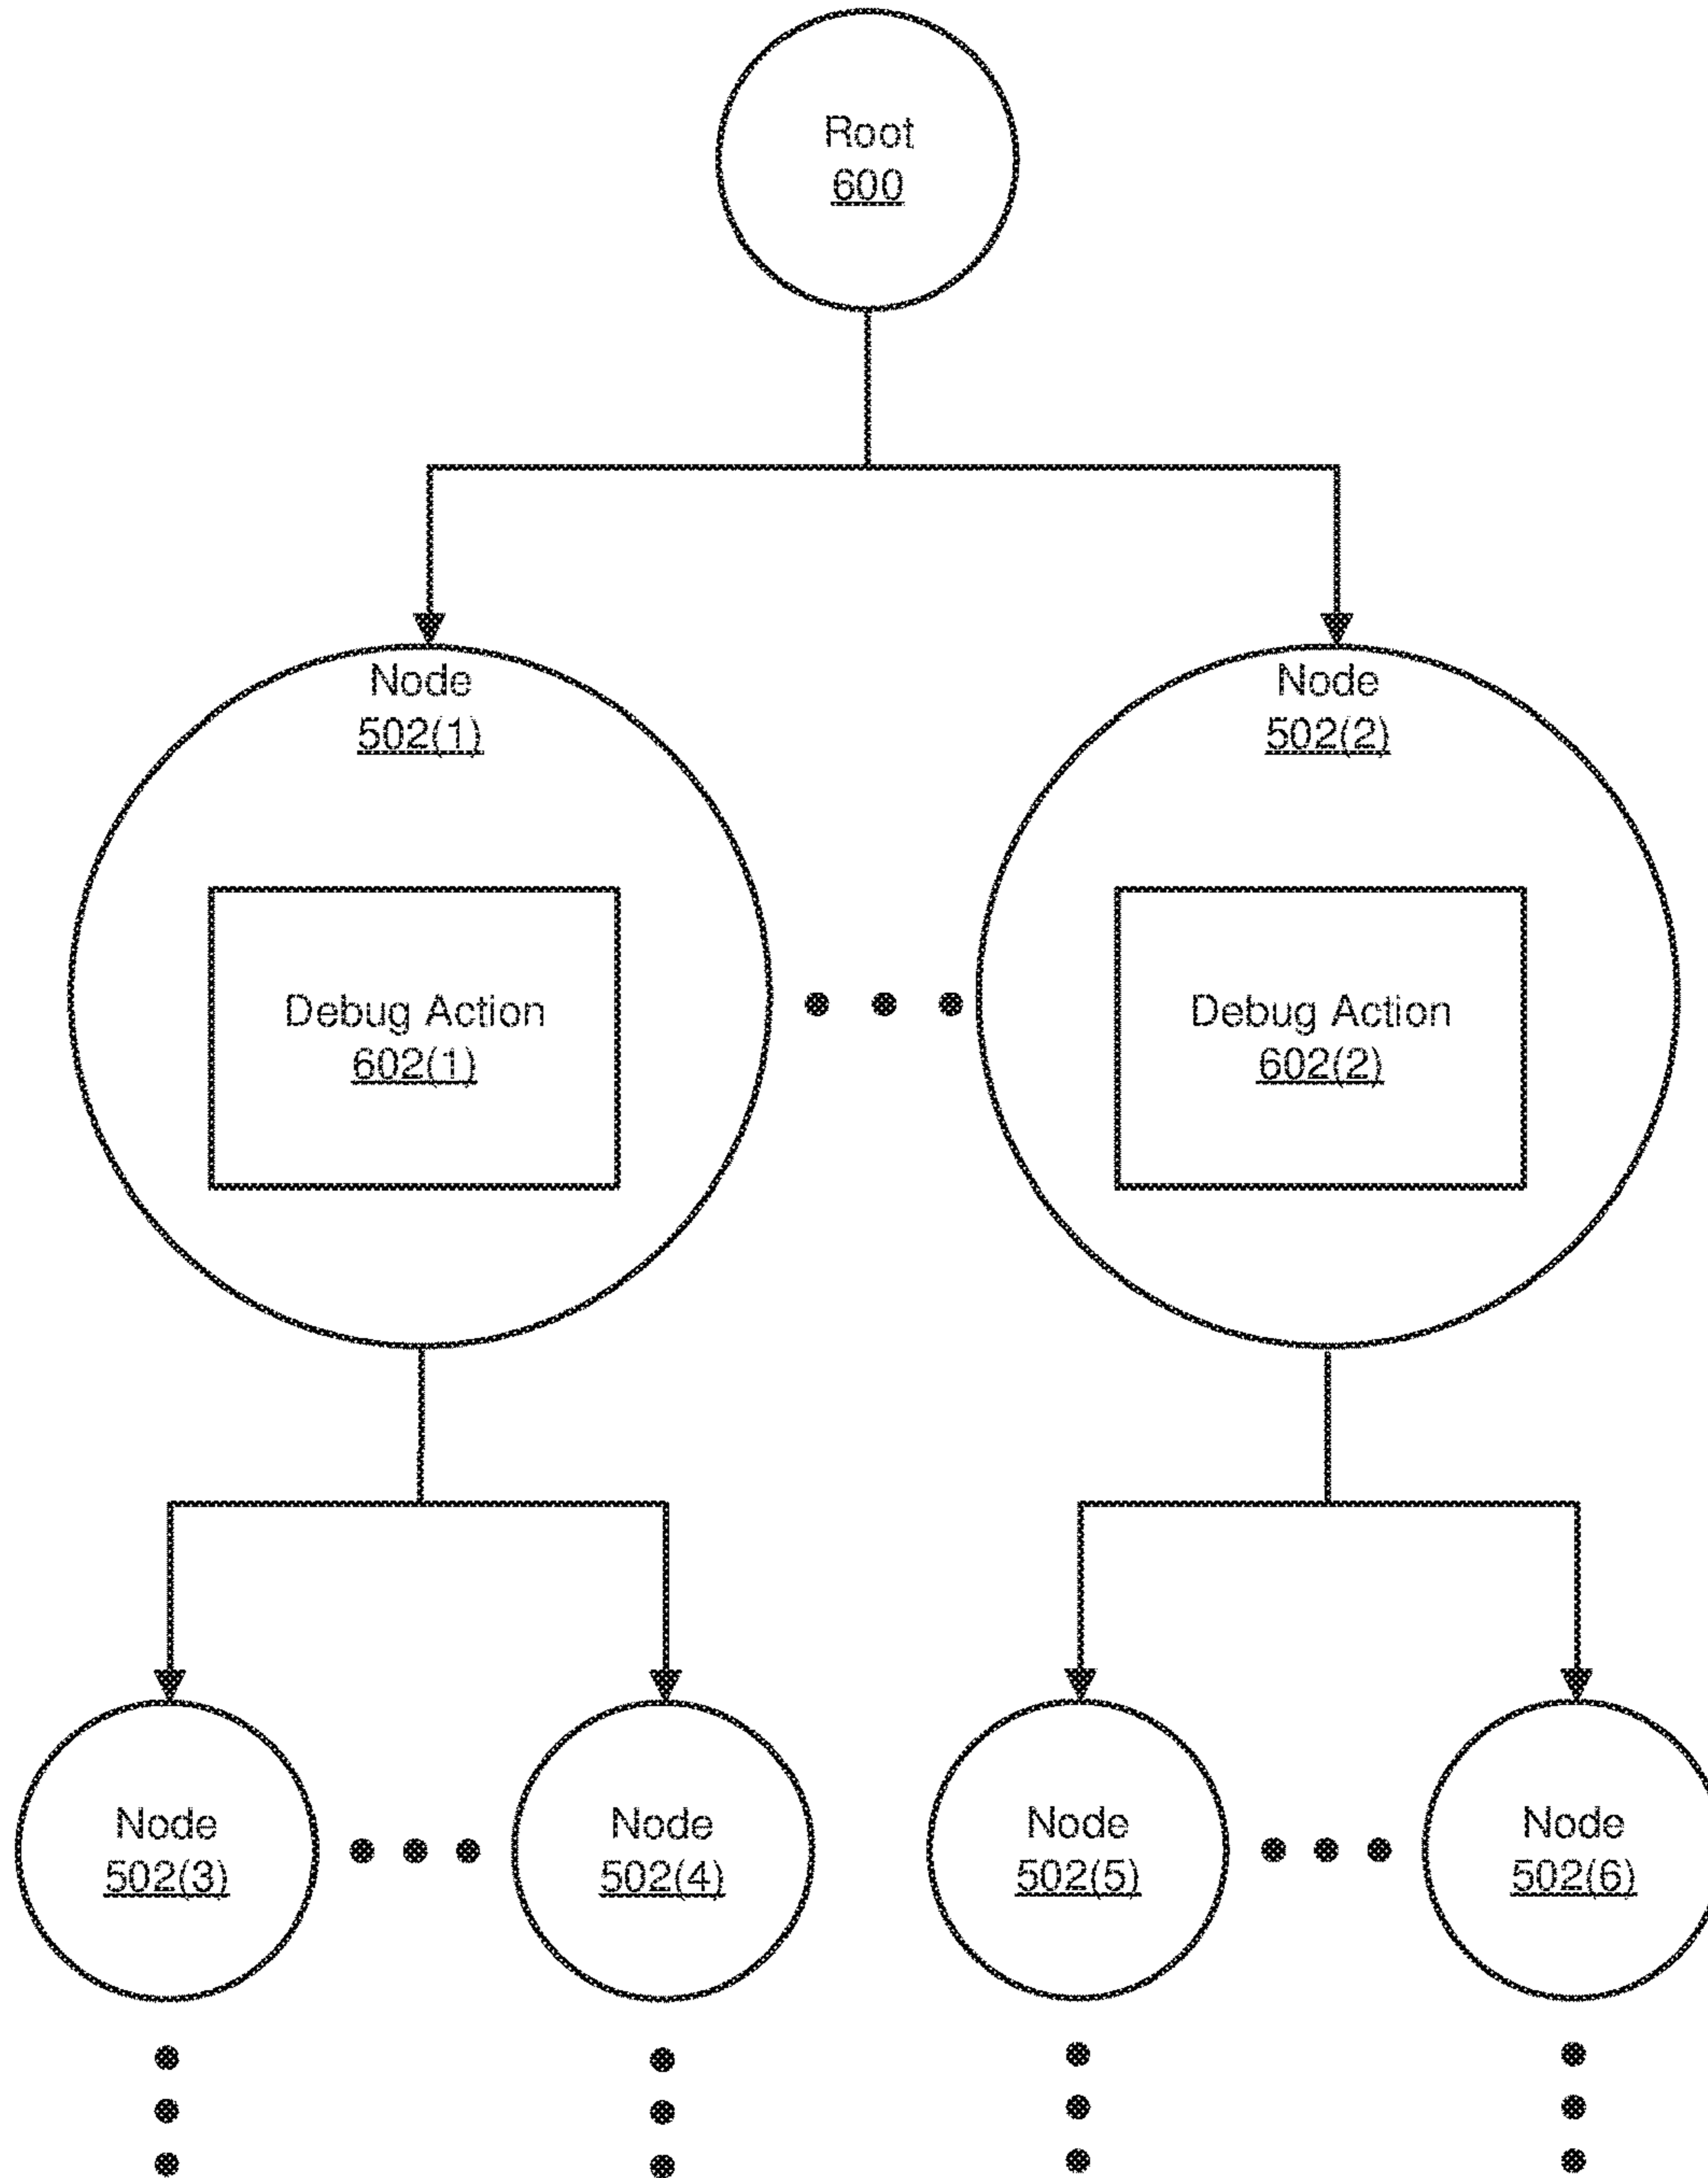 Root
600
Node
502(1)
Node
502(2)
Debug Action
602(1)
Debug Action
602(2)
Node
502(3)
Node
502(4)
Node
502(5)
Node
502(6)